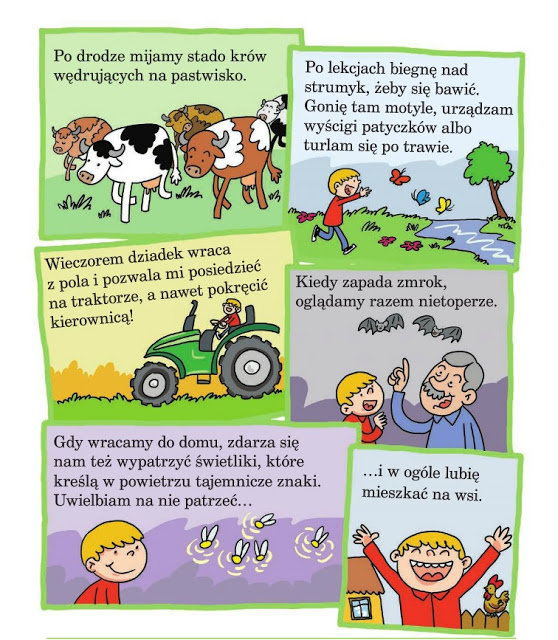 Po drodze mijamy stado krów
wędrujących na pastwisko.
Po lekcjach biegnę nad
strumyk, żeby się bawić.
Gonię tam motyle, urządzam
wyścigi patyczków albo
turlam się po trawie.
Wieczorem dziadek wraca
z pola i pozwala mi posiedzieć
na traktorze, a nawet pokręcić
kierownicą!
Kiedy zapada zmrok,
oglądamy razem nietoperze.
Gdy wracamy do domu, zdarza się
nam też wypatrzyć świetliki, które
kreślą w powietrzu tajemnicze znaki.
Uwielbiam na nie patrzeć…
…i w ogóle lubię
mieszkać na wsi.